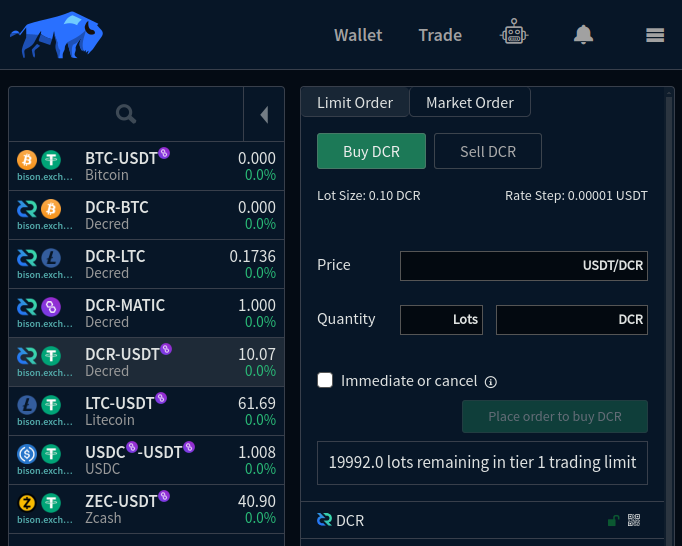 Wallet
Trade
BTC-USDT 0.000
bison.exch... Bitcoin 0.0%
DCR-BTC 0.000
bison.exch... Decred 0.0%
DCR-LTC 0.1736
bison.exch... Decred 0.0%
DCR-MATIC 1.000
bison.exch... Decred 0.0%
DCR-USDT 10.07
bison.exch... Decred 0.0%
LTC-USDT 61.69
bison.exch... Litecoin 0.0%
USDC-USDT 1.008
bison.exch... USDC 0.0%
ZEC-USDT 40.90
bison.exch... Zcash 0.0%
Limit Order Market Order
Buy DCR Sell DCR
Lot Size: 0.10 DCR Rate Step: 0.00001 USDT
Price USDT/DCR
Quantity Lots DCR
Immediate or cancel
Place order to buy DCR
19992.0 lots remaining in tier 1 trading limit
DCR